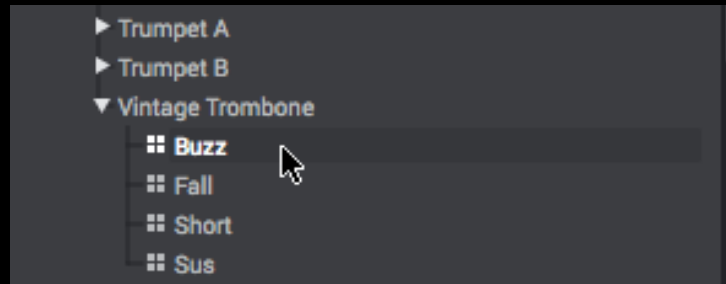 Trumpet A
Trumpet B
Vintage Trombone
Buzz
Fall
Short
Sus